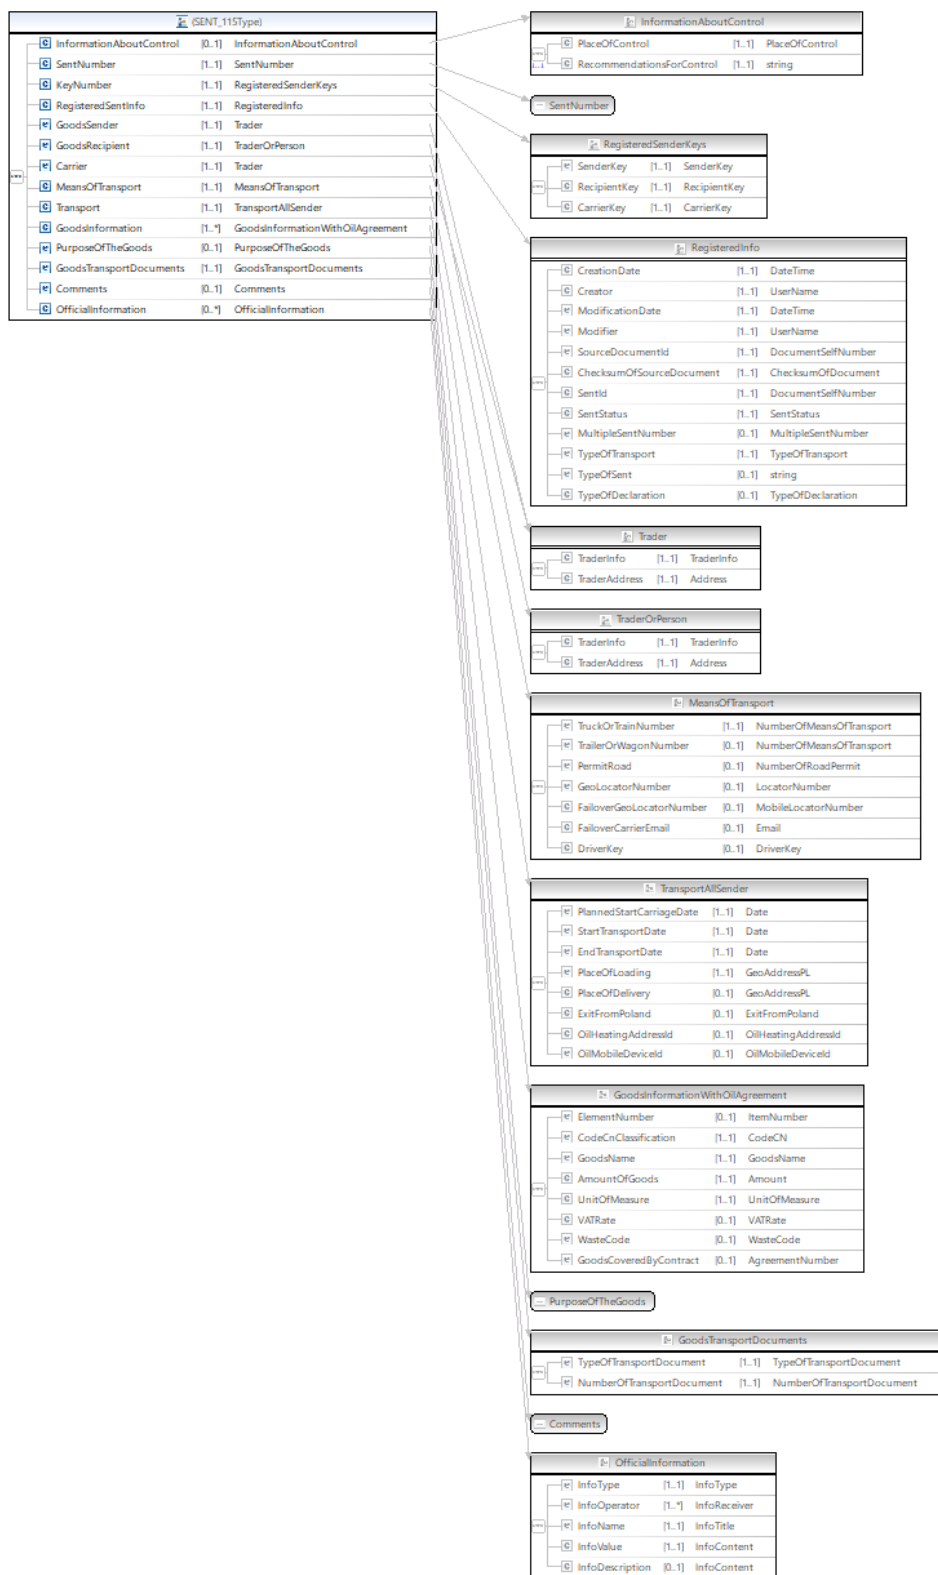 (SENT_115Type)
InformationAboutControl [0..1] InformationAboutControl
SentNumber [1..1] SentNumber
KeyNumber [1..1] RegisteredSenderKeys
RegisteredSentInfo [1..1] RegisteredInfo
GoodsSender [1..1] Trader
GoodsRecipient [1..1] TraderOrPerson
Carrier [1..1] Trader
MeansOfTransport [1..1] MeansOfTransport
Transport [1..1] TransportAllSender
GoodsInformation [1..*] GoodsInformationWithOilAgreement
PurposeOfTheGoods [0..1] PurposeOfTheGoods
GoodsTransportDocuments [1..1] GoodsTransportDocuments
Comments [0..1] Comments
OfficialInformation [0..*] OfficialInformation
InformationAboutControl
PlaceOfControl [1..1] PlaceOfControl
RecommendationsForControl [1..1] string
SentNumber
RegisteredSenderKeys
SenderKey [1..1] SenderKey
RecipientKey [1..1] RecipientKey
CarrierKey [1..1] CarrierKey
RegisteredInfo
CreationDate [1..1] DateTime
Creator [1..1] UserName
ModificationDate [1..1] DateTime
Modifier [1..1] UserName
SourceDocumentId [1..1] DocumentSelfNumber
ChecksumOfSourceDocument [1..1] ChecksumOfDocument
SentId [1..1] DocumentSelfNumber
SentStatus [1..1] SentStatus
MultipleSentNumber [0..1] MultipleSentNumber
TypeOfTransport [1..1] TypeOfTransport
TypeOfSent [0..1] string
TypeOfDeclaration [0..1] TypeOfDeclaration
Trader
TraderInfo [1..1] TraderInfo
TraderAddress [1..1] Address
TraderOrPerson
TraderInfo [1..1] TraderInfo
TraderAddress [1..1] Address
MeansOfTransport
TruckOrTrainNumber [1..1] NumberOfMeansOfTransport
TrailerOrWagonNumber [0..1] NumberOfMeansOfTransport
PermitRoad [0..1] NumberOfRoadPermit
GeoLocatorNumber [0..1] LocatorNumber
FailoverGeoLocatorNumber [0..1] MobileLocatorNumber
FailoverCarrierEmail [0..1] Email
DriverKey [0..1] DriverKey
TransportAllSender
PlannedStartCarriageDate [1..1] Date
StartTransportDate [1..1] Date
EndTransportDate [1..1] Date
PlaceOfLoading [1..1] GeoAddressPL
PlaceOfDelivery [0..1] GeoAddressPL
ExitFromPoland [0..1] ExitFromPoland
OilHeatingAddressId [0..1] OilHeatingAddressId
OilMobileDeviceId [0..1] OilMobileDeviceId
GoodsInformationWithOilAgreement
ElementNumber [0..1] ItemNumber
CodeCnClassification [1..1] CodeCN
GoodsName [1..1] GoodsName
AmountOfGoods [1..1] Amount
UnitOfMeasure [1..1] UnitOfMeasure
VATRate [0..1] VATRate
WasteCode [0..1] WasteCode
GoodsCoveredByContract [0..1] AgreementNumber
PurposeOfTheGoods
GoodsTransportDocuments
TypeOfTransportDocument [1..1] TypeOfTransportDocument
NumberOfTransportDocument [1..1] NumberOfTransportDocument
Comments
OfficialInformation
InfoType [1..1] InfoType
InfoOperator [1..*] InfoReceiver
InfoName [1..1] InfoTitle
InfoValue [1..1] InfoContent
InfoDescription [0..1] InfoContent